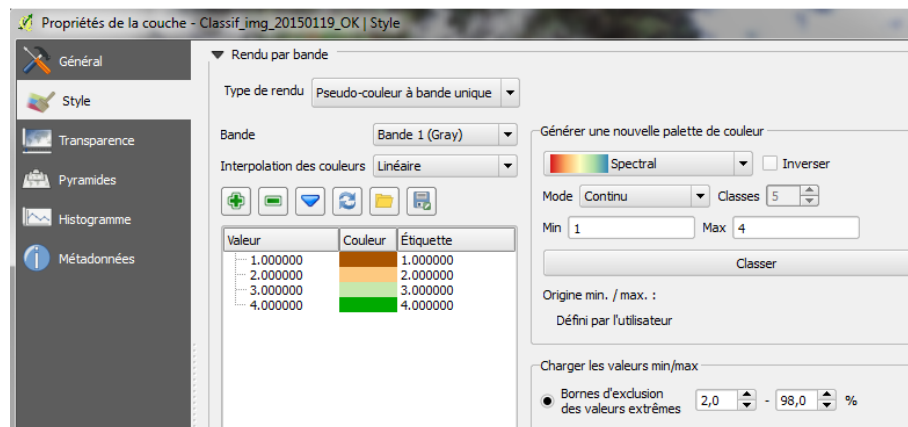 Propriétés de la couche - Classif_img_20150119_OK | Style
Général
Style
Transparence
Pyramides
Histogramme
Métadonnées
Rendu par bande
Type de rendu Pseudo-couleur à bande unique
Bande Bande 1 (Gray)
Interpolation des couleurs Linéaire
Valeur Couleur Étiquette
1.000000 1.000000
2.000000 2.000000
3.000000 3.000000
4.000000 4.000000
Générer une nouvelle palette de couleur
Spectral Inverser
Mode Continu Classes 5
Min 1 Max 4
Classer
Origine min. / max. :
Défini par l'utilisateur
Charger les valeurs min/max
Bornes d'exclusion
des valeurs extrêmes 2,0 - 98,0 %